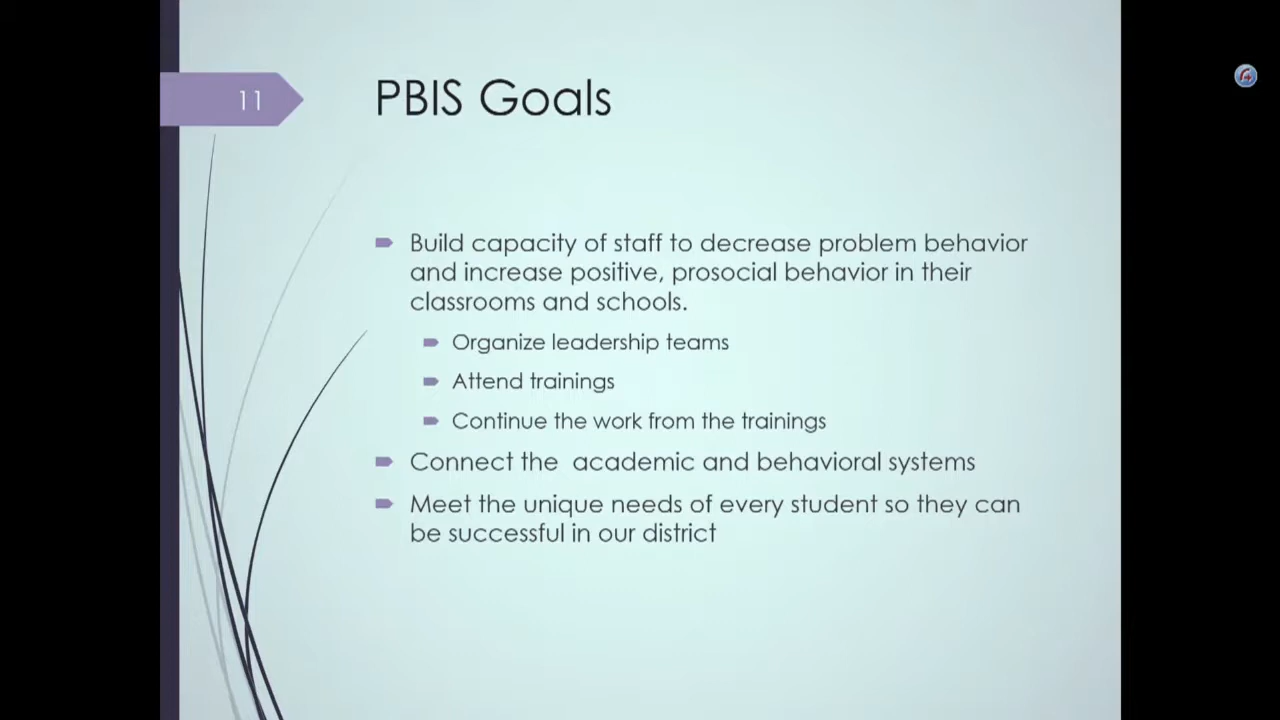 11
PBIS Goals
Build capacity of staff to decrease problem behavior
and increase positive, prosocial behavior in their
classrooms and schools.
Organize leadership teams
Attend trainings
Continue the work from the trainings
Connect the  academic and behavioral systems
Meet the unique needs of every student so they can
be successful in our district